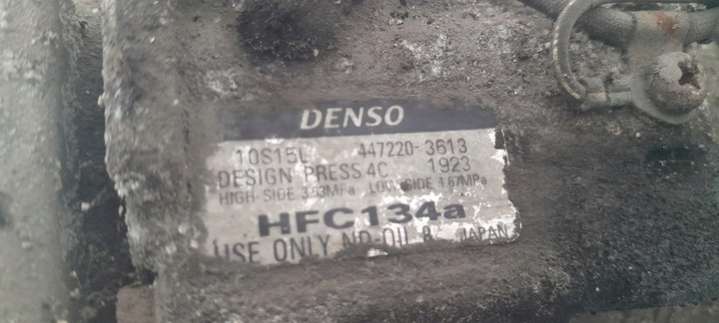 DENSO
10S15L 447220-3613
DESIGN PRESS 4C 1923
HIGH-SIDE 3.53MPa LOW-SIDE 1.67MPa
HFC134a
USE ONLY ND-OIL 8 JAPAN